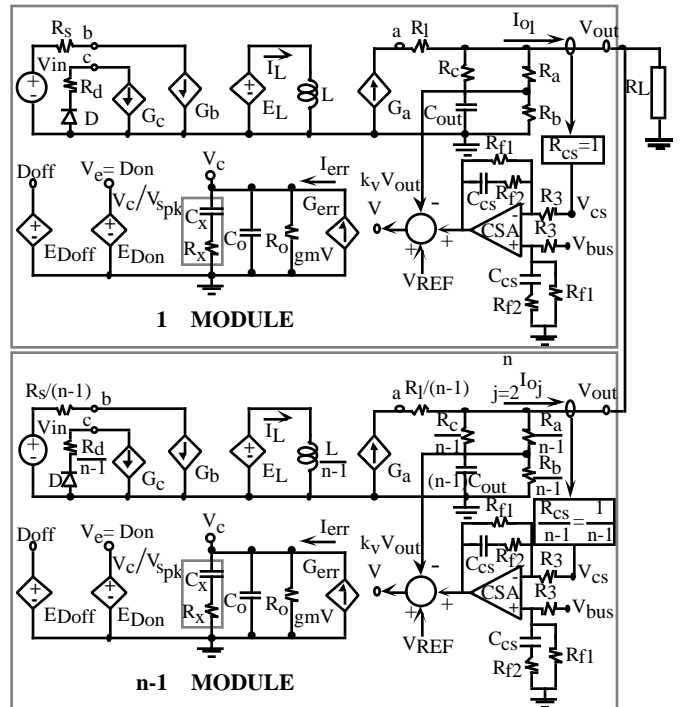 Rs b
Vin c
Rd
D
Gc
Gb
IL
EL
L
Ga
a Rl
Io1
Vout
Rc
Ra
Cout
Rb
RL
Rcs=1
Rf1
Ccs Rf2
R3 Vcs
CSA
R3 Vbus
Ccs
Rf2 Rf1
kvVout
V
-
+
VREF
Doff
Ve=Don
Vc/Vspk
Vc
Ierr
EDoff
EDon
Cx
Rx
Co
Ro
Gerr
gmV
1 MODULE
Rs/(n-1) b
Vin c
Rd
n-1
D
Gc
Gb
IL
EL
L
n-1
Ga
a Rl/(n-1)
n
j=2
Ioj
Vout
Rc
n-1
Ra
n-1
(n-1)Cout
Rb
n-1
Rcs = 1
n-1 n-1
Rf1
Ccs Rf2
R3 Vcs
CSA
R3 Vbus
Ccs
Rf2 Rf1
kvVout
V
-
+
VREF
Doff
Ve=Don
Vc/Vspk
Vc
Ierr
EDoff
EDon
Cx
Rx
Co
Ro
Gerr
gmV
n-1 MODULE